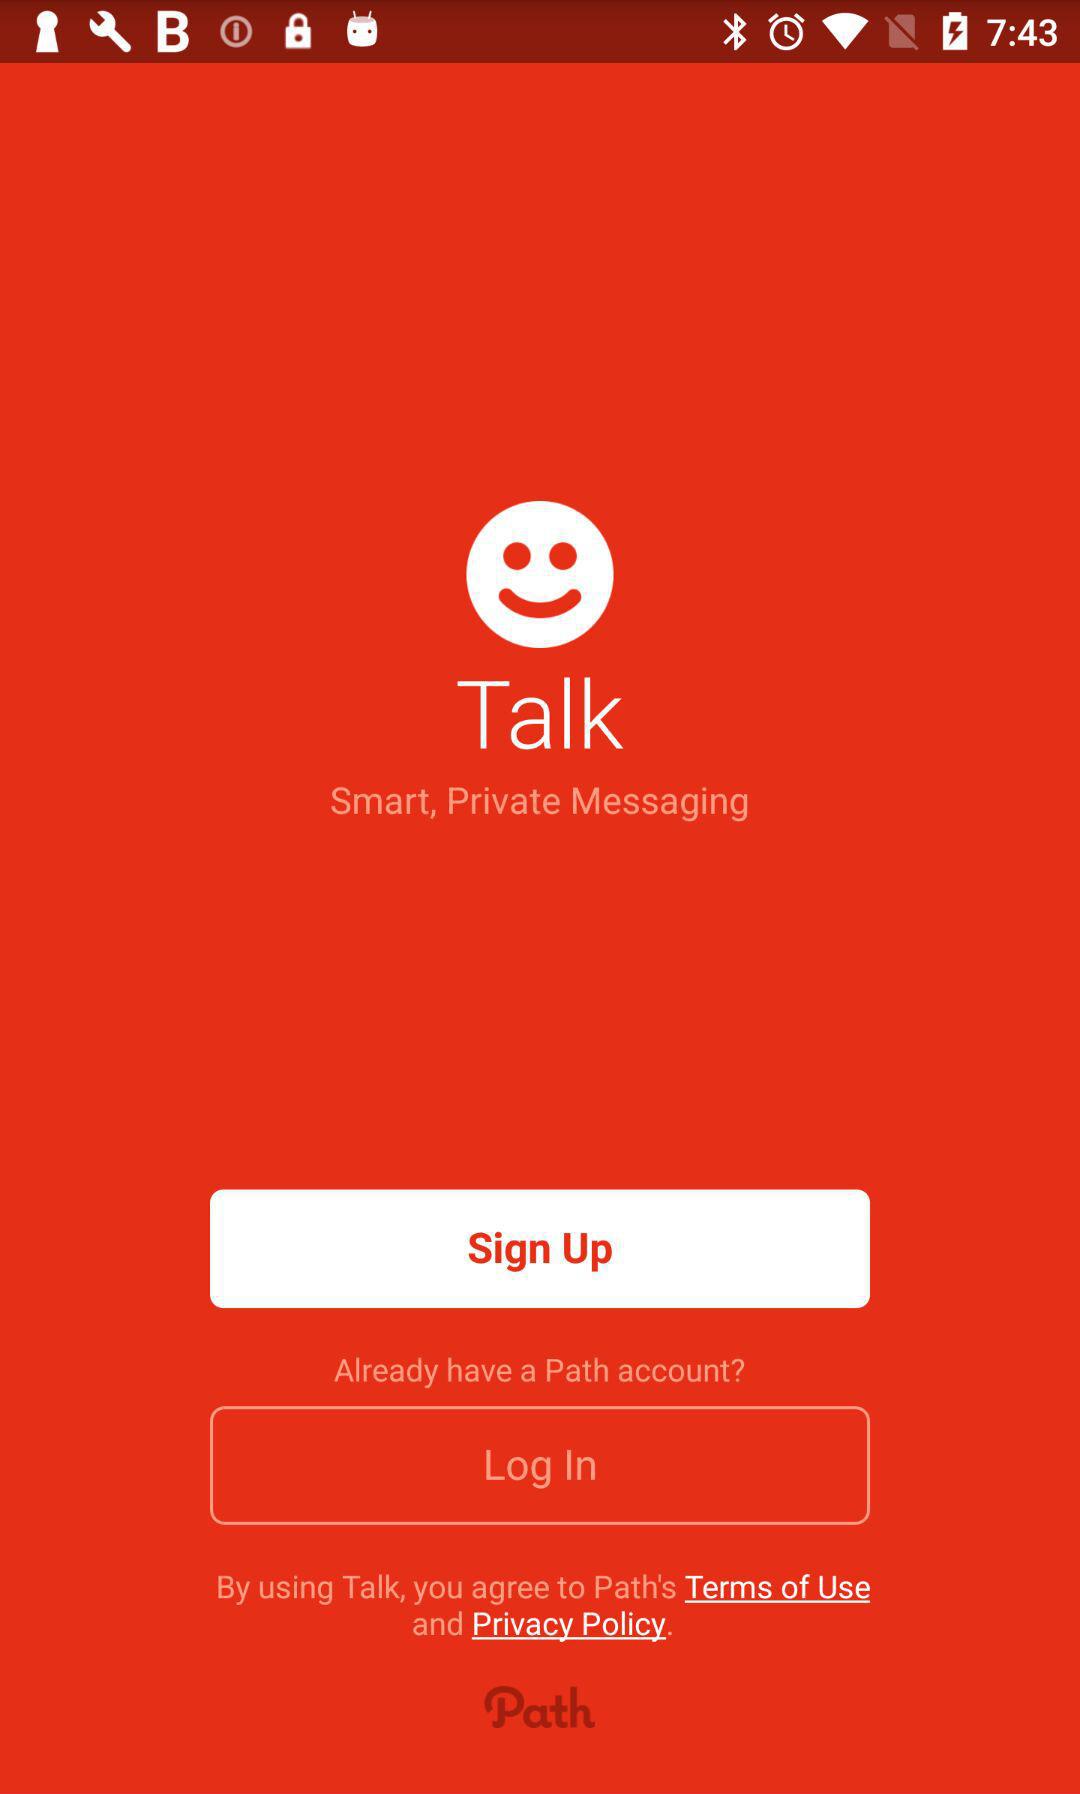 7:43
Talk
Smart, Private Messaging
Sign Up
Already have a Path account?
Log In
By using Talk, you agree to Path's Terms of Use
and Privacy Policy.
Path